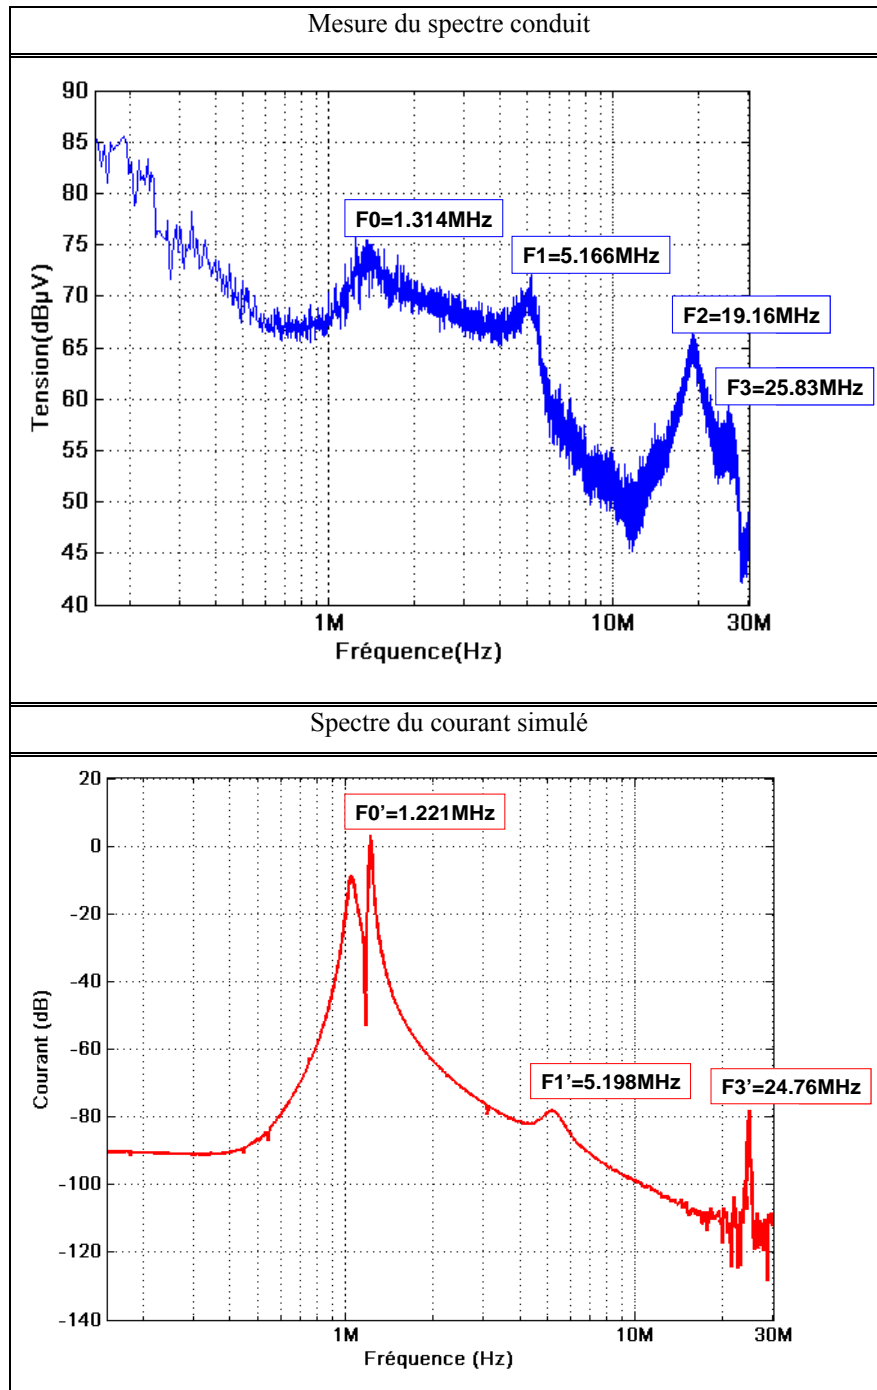 Mesure du spectre conduit
90
85
80
75
70
65
60
55
50
45
40
Tension(dBµV)
F0=1.314MHz
F1=5.166MHz
F2=19.16MHz
F3=25.83MHz
1M
10M
30M
Fréquence(Hz)
Spectre du courant simulé
20
0
-20
-40
-60
-80
-100
-120
-140
Courant (dB)
F0’=1.221MHz
F1’=5.198MHz
F3’=24.76MHz
1M
10M
30M
Fréquence (Hz)